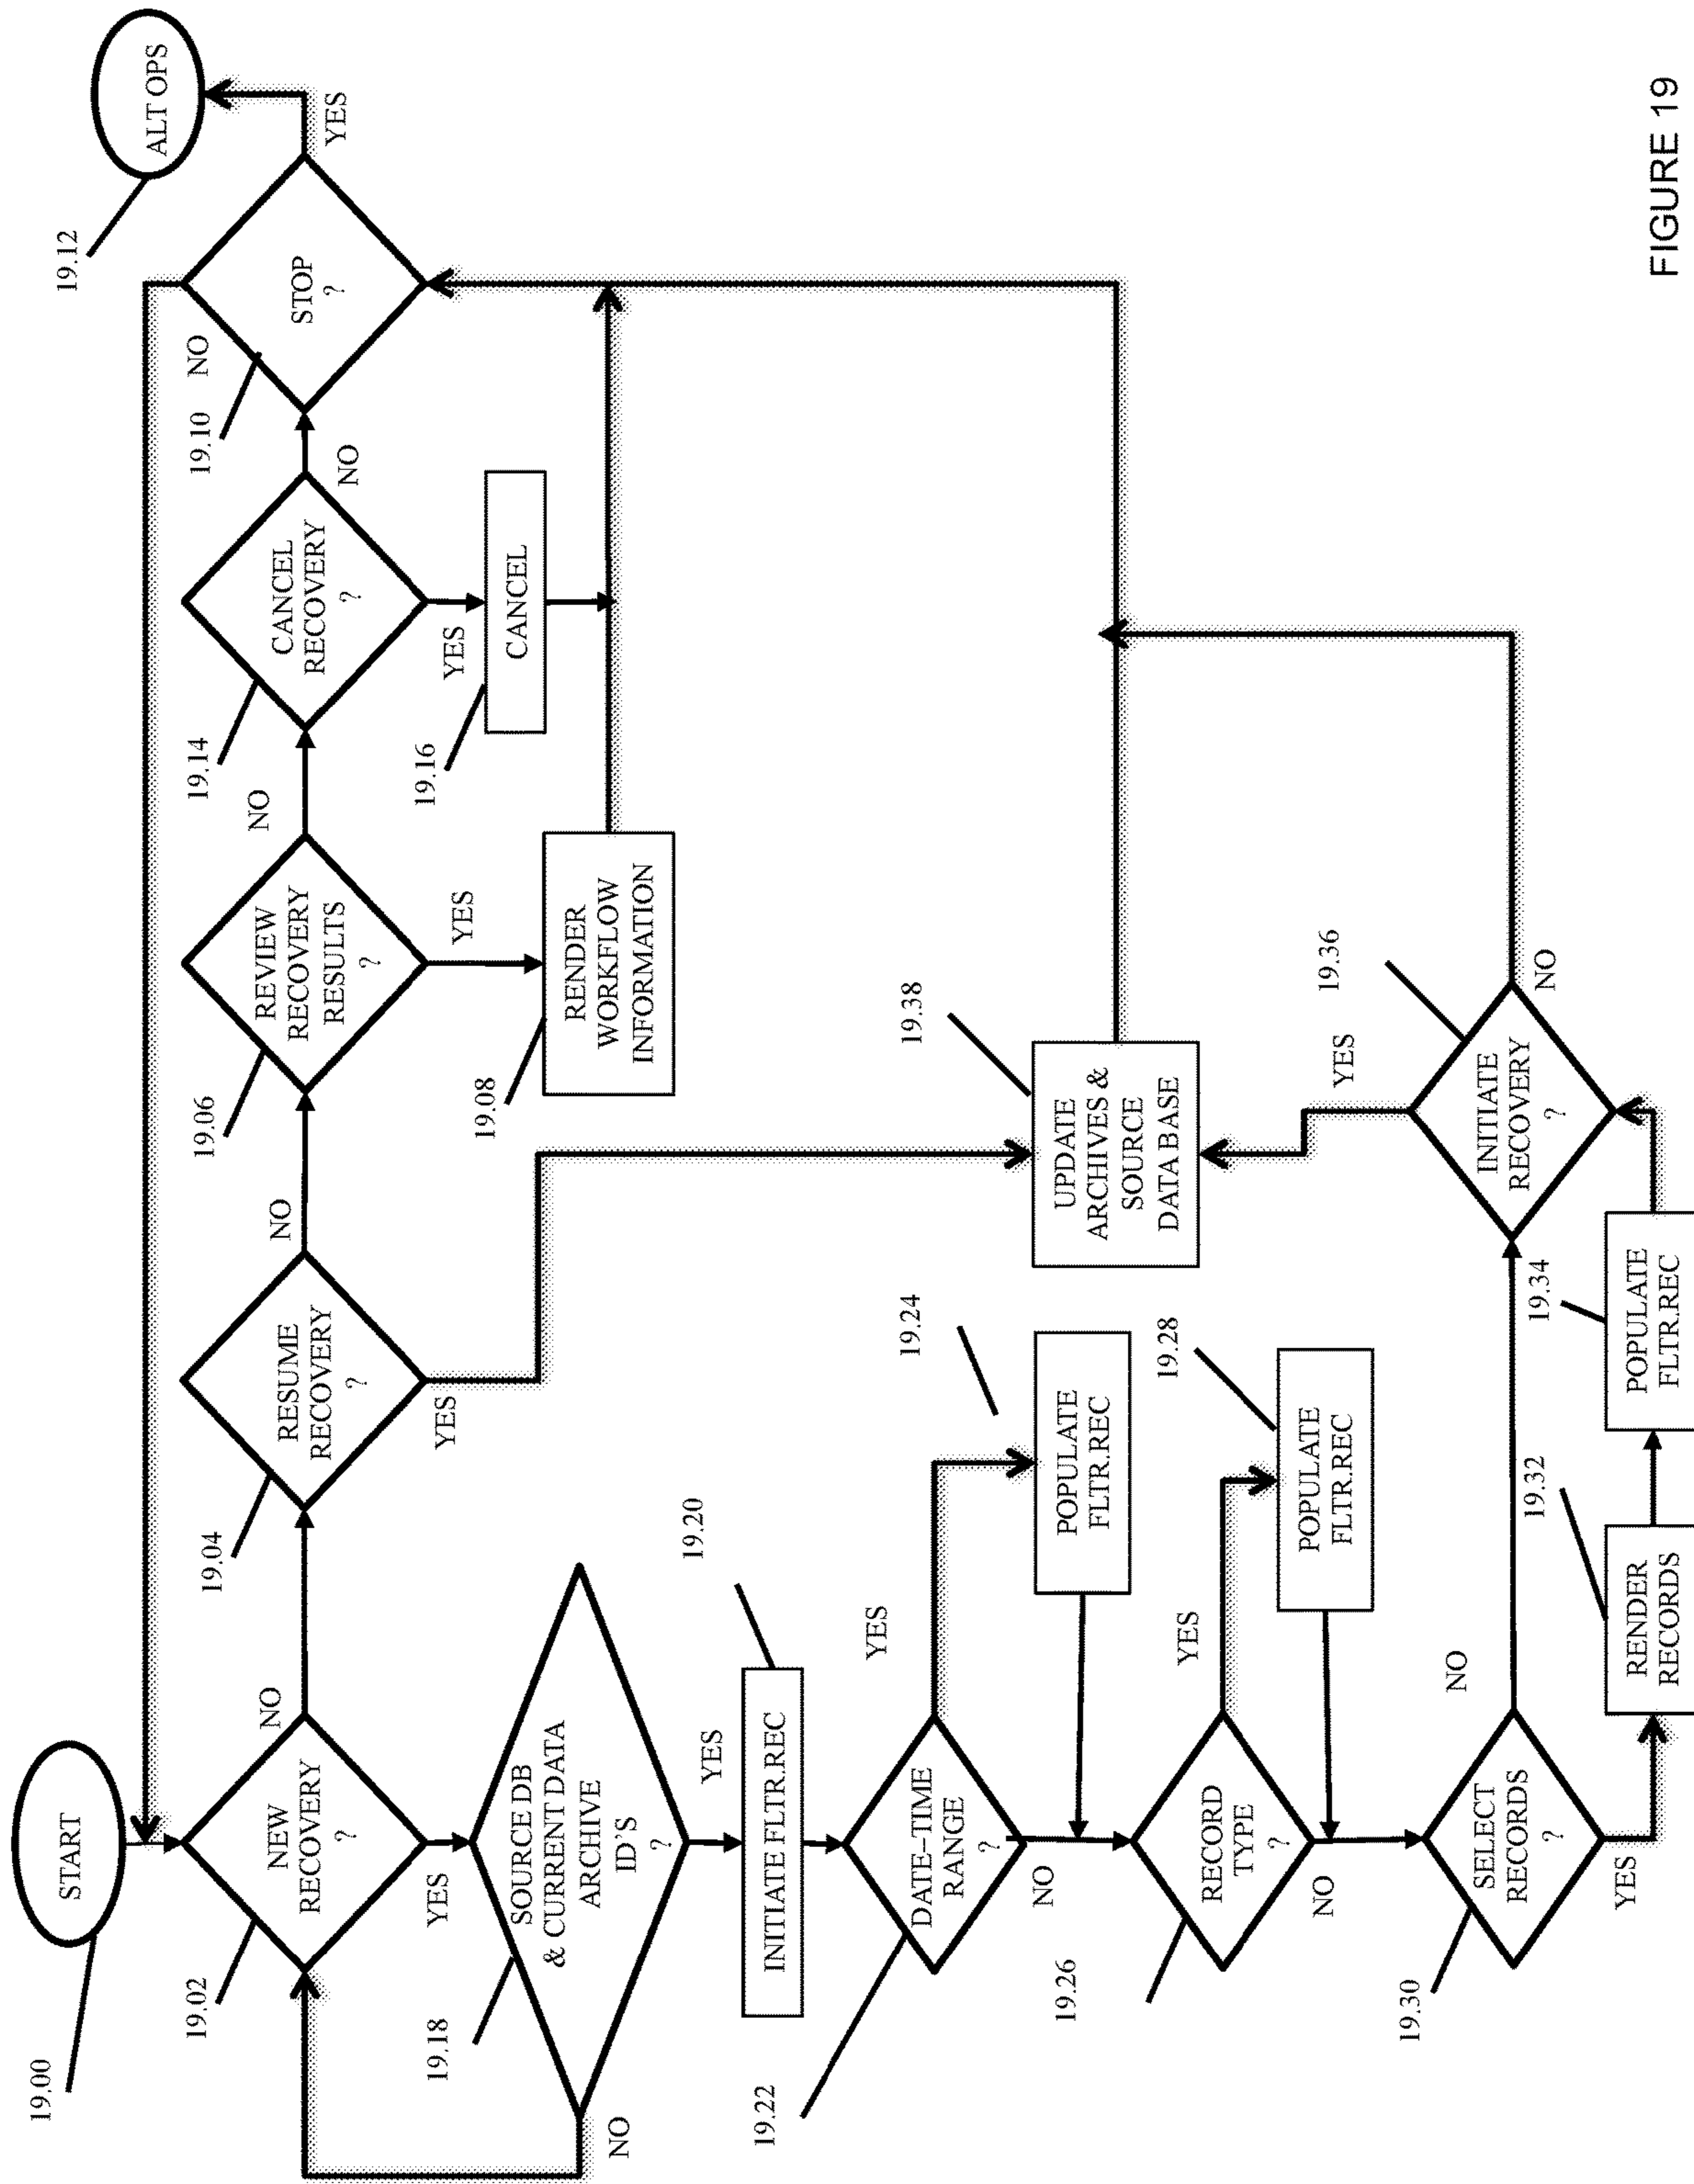 19.00
START
19.02
NEW
RECOVERY
?
NO
YES
19.04
RESUME
RECOVERY
?
NO
YES
19.06
REVIEW
RECOVERY
RESULTS
?
NO
YES
19.08
RENDER
WORKFLOW
INFORMATION
19.14
CANCEL
RECOVERY
?
NO
YES
19.16
CANCEL
19.10
STOP
?
NO
YES
19.12
ALT OPS
19.18
SOURCE DB
& CURRENT DATA
ARCHIVE
ID'S
?
NO
YES
19.20
INITIATE FLTR.REC
19.22
DATE–TIME
RANGE
?
YES
NO
19.24
POPULATE
FLTR.REC
19.26
RECORD
TYPE
?
YES
NO
19.28
POPULATE
FLTR.REC
19.30
SELECT
RECORDS
?
NO
YES
19.32
RENDER
RECORDS
19.34
POPULATE
FLTR.REC
19.36
INITIATE
RECOVERY
?
YES
NO
19.38
UPDATE
ARCHIVES &
SOURCE
DATA BASE
FIGURE 19